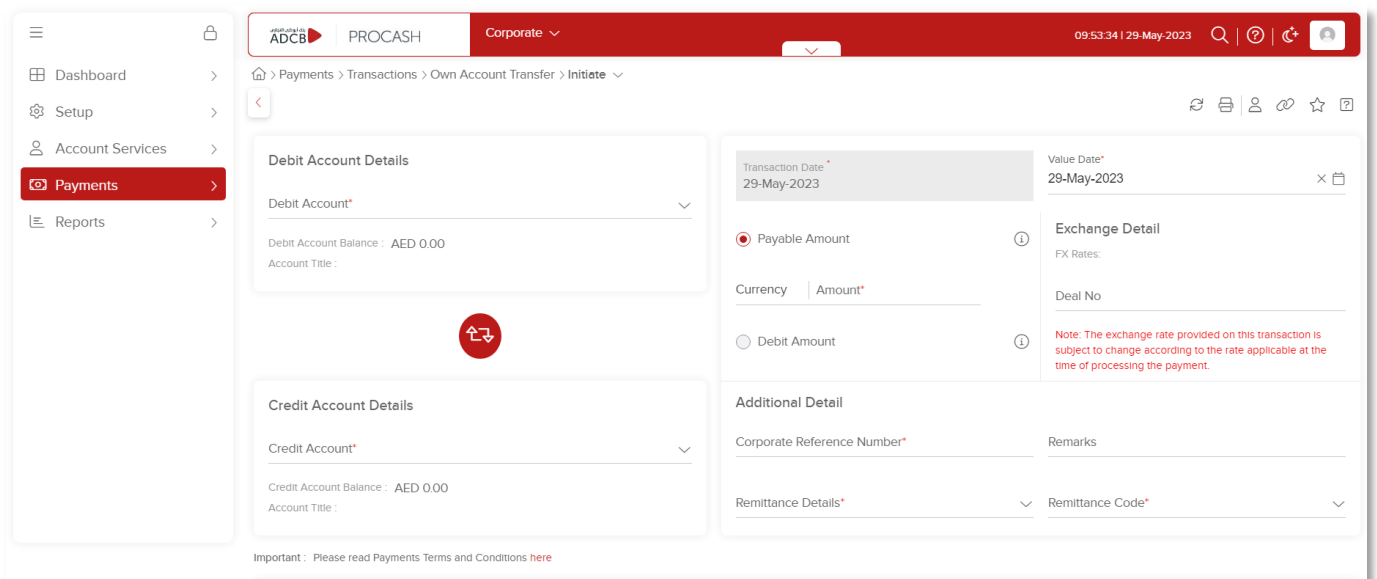 ADCB
PROCASH
Corporate
09:53:34 | 29-May-2023
Dashboard
Setup
Account Services
Payments
Reports
Payments > Transactions > Own Account Transfer > Initiate
Debit Account Details
Debit Account*
Debit Account Balance : AED 0.00
Account Title :
Credit Account Details
Credit Account*
Credit Account Balance : AED 0.00
Account Title :
Transaction Date *
29-May-2023
Value Date*
29-May-2023
Payable Amount
Currency
Amount*
Debit Amount
Exchange Detail
FX Rates:
Deal No
Note: The exchange rate provided on this transaction is
subject to change according to the rate applicable at the
time of processing the payment.
Additional Detail
Corporate Reference Number*
Remarks
Remittance Details*
Remittance Code*
Important : Please read Payments Terms and Conditions here